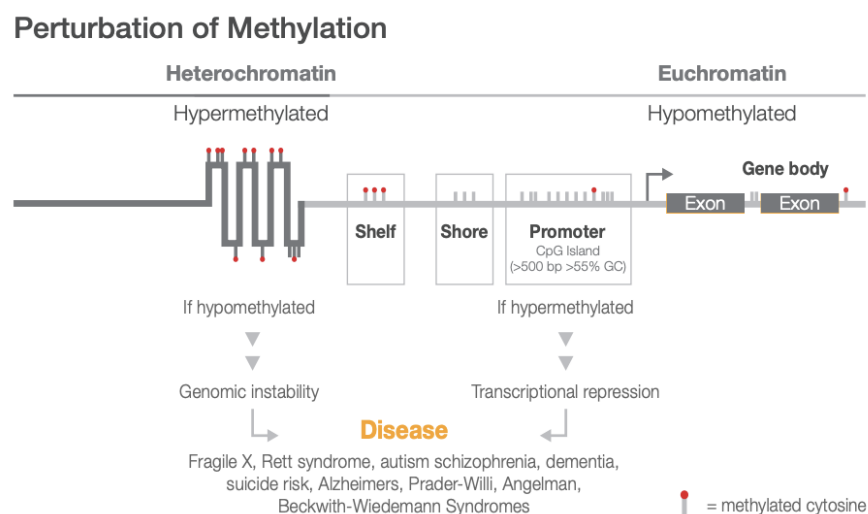 Perturbation of Methylation
Heterochromatin
Euchromatin
Hypermethylated
Hypomethylated
Gene body
Exon
Exon
Shelf
Shore
Promoter
CpG Island
(>500 bp >55% GC)
If hypomethylated
If hypermethylated
Genomic instability
Transcriptional repression
Disease
Fragile X, Rett syndrome, autism schizophrenia, dementia,
suicide risk, Alzheimers, Prader-Willi, Angelman,
Beckwith-Wiedemann Syndromes
= methylated cytosine